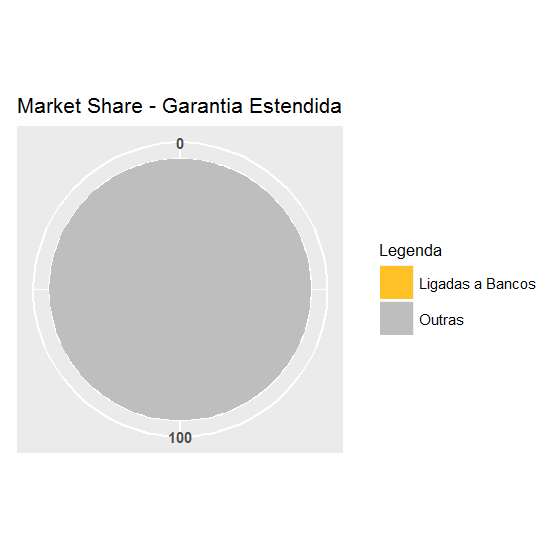 Market Share - Garantia Estendida
0
100
Legenda
Ligadas a Bancos
Outras